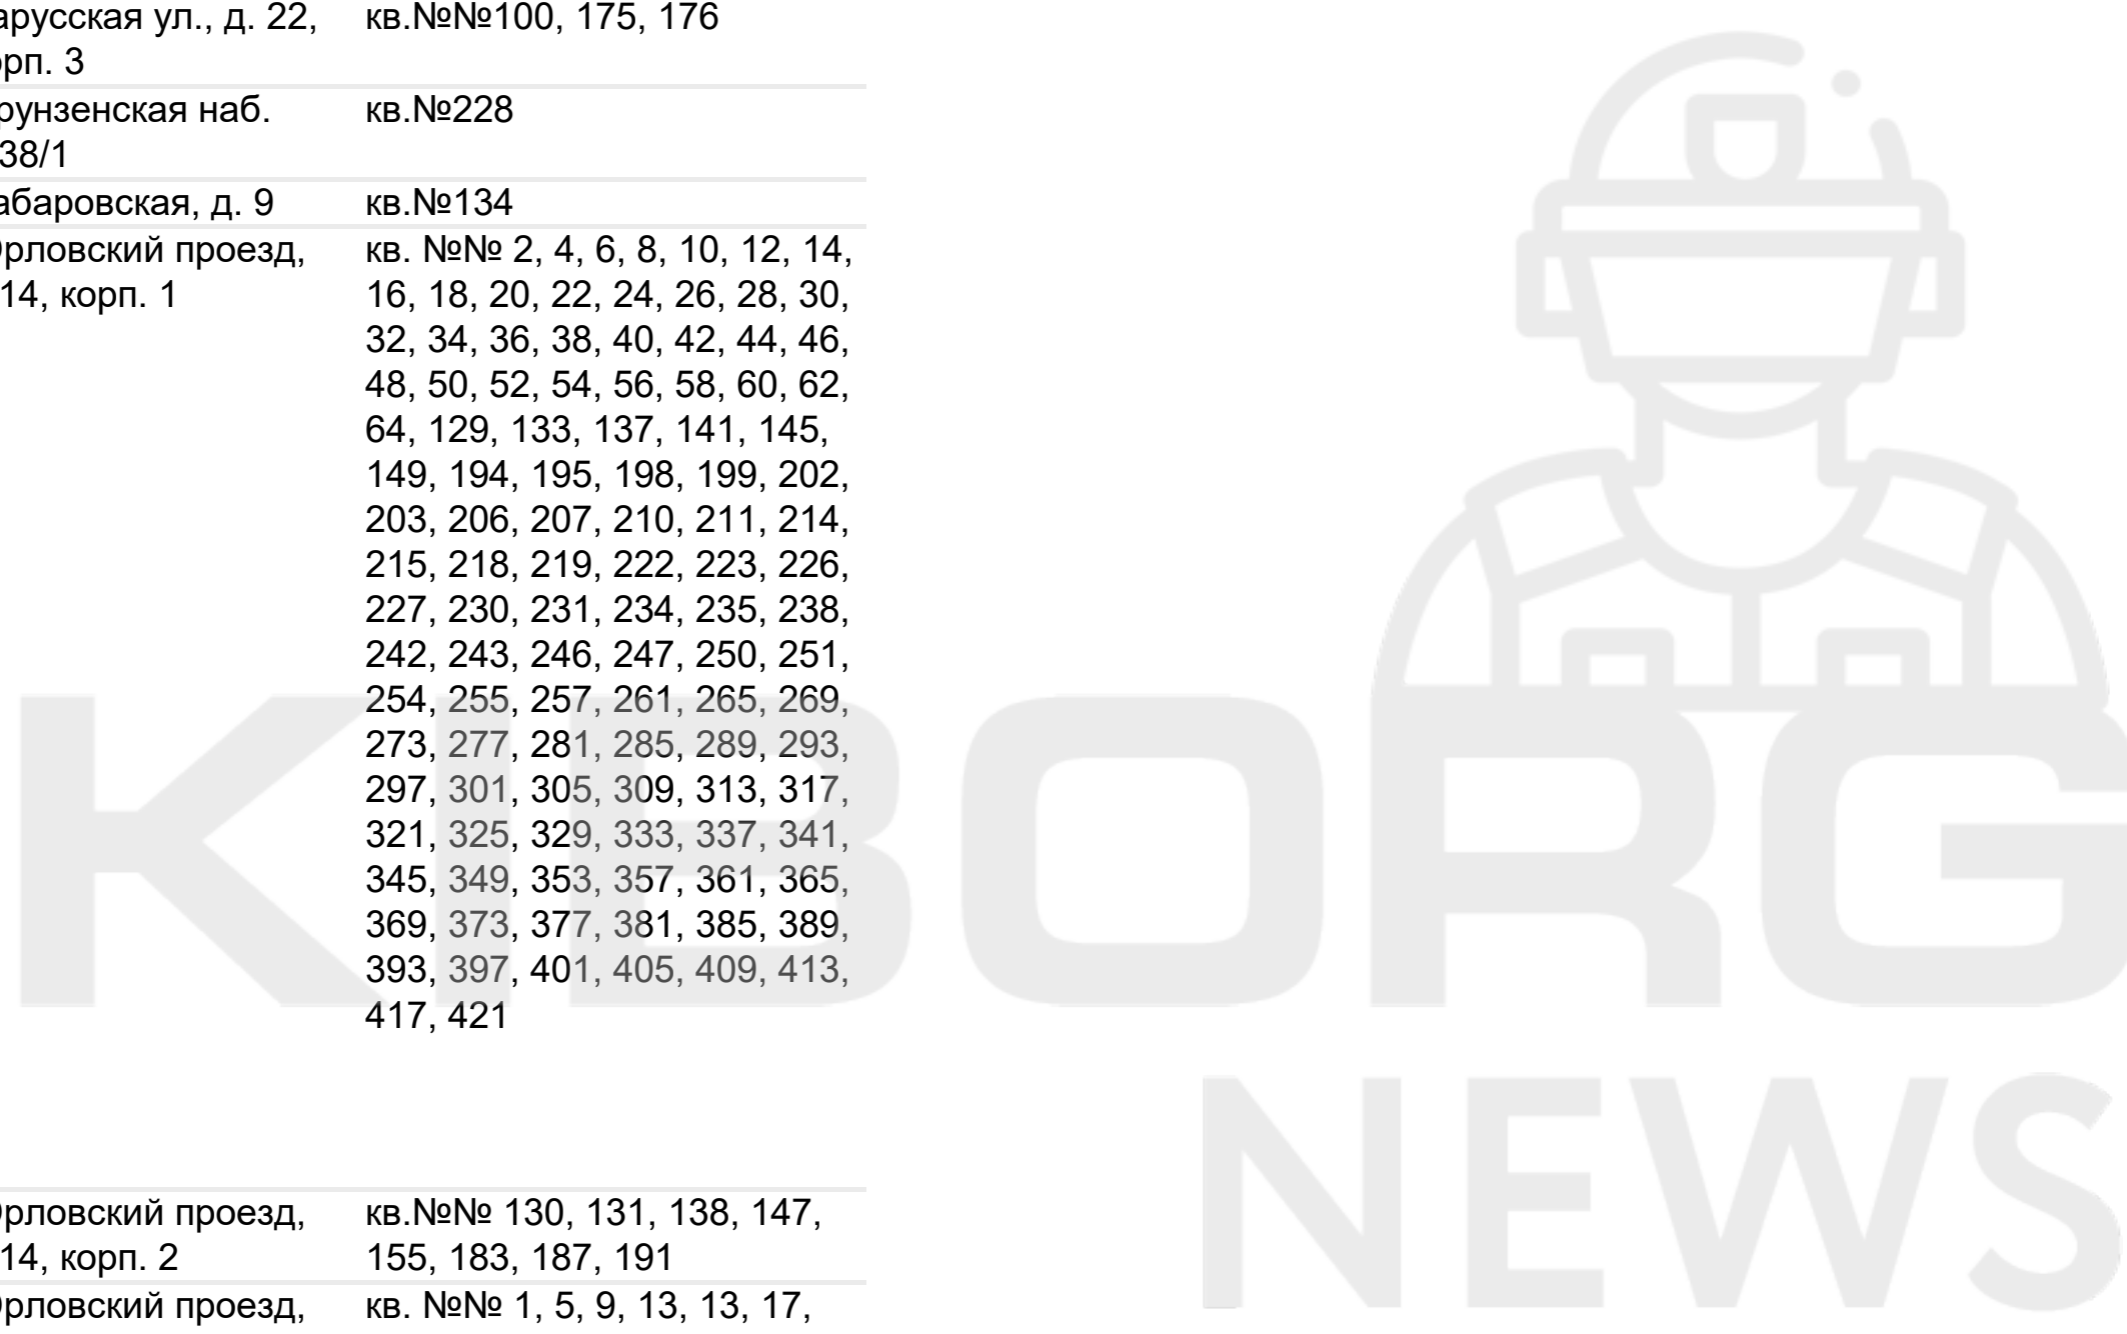 арусская ул., д. 22, кв.№№100, 175, 176
орп. 3
рунзенская наб. кв.№228
38/1
абаровская, д. 9 кв.№134
Орловский проезд, кв. №№ 2, 4, 6, 8, 10, 12, 14,
14, корп. 1 16, 18, 20, 22, 24, 26, 28, 30,
32, 34, 36, 38, 40, 42, 44, 46,
48, 50, 52, 54, 56, 58, 60, 62,
64, 129, 133, 137, 141, 145,
149, 194, 195, 198, 199, 202,
203, 206, 207, 210, 211, 214,
215, 218, 219, 222, 223, 226,
227, 230, 231, 234, 235, 238,
242, 243, 246, 247, 250, 251,
254, 255, 257, 261, 265, 269,
273, 277, 281, 285, 289, 293,
297, 301, 305, 309, 313, 317,
321, 325, 329, 333, 337, 341,
345, 349, 353, 357, 361, 365,
369, 373, 377, 381, 385, 389,
393, 397, 401, 405, 409, 413,
417, 421
Орловский проезд, кв.№№ 130, 131, 138, 147,
14, корп. 2 155, 183, 187, 191
Орловский проезд, кв. №№ 1, 5, 9, 13, 13, 17,
KIBORG
NEWS